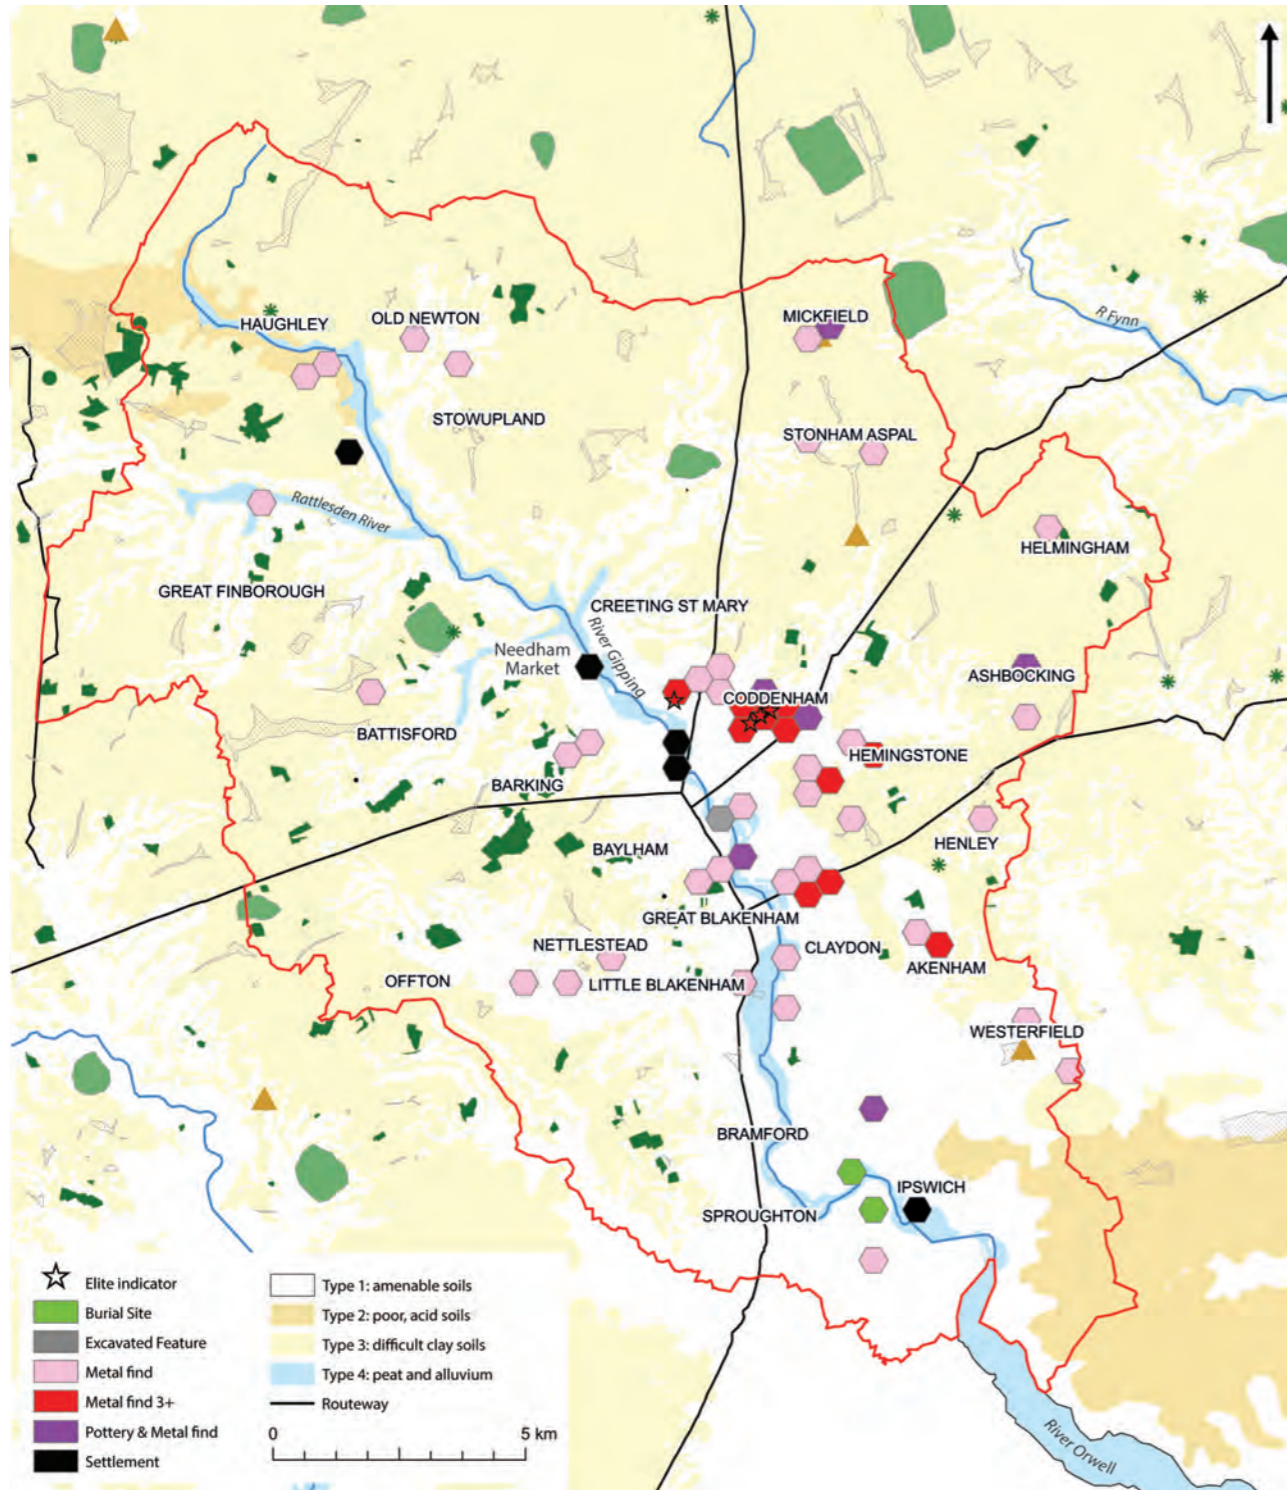 MICKFIELD
R Fynn
HAUGHLEY
OLD NEWTON
STOWUPLAND
STONHAM ASPAL
Rattlesden River
HELMINGHAM
GREAT FINBOROUGH
CREETING ST MARY
Needham
Market
River Gipping
ASHBOCKING
CODDENHAM
BATTISFORD
HEMINGSTONE
BARKING
BAYLHAM
HENLEY
GREAT BLAKENHAM
NETTLESTEAD
CLAYDON
AKENHAM
OFFTON
LITTLE BLAKENHAM
WESTERFIELD
BRAMFORD
IPSWICH
SPROUGHTON
River Orwell
Elite indicator
Burial Site
Excavated Feature
Metal find
Metal find 3+
Pottery & Metal find
Settlement
Type 1: amenable soils
Type 2: poor, acid soils
Type 3: difficult clay soils
Type 4: peat and alluvium
Routeway
0 5 km